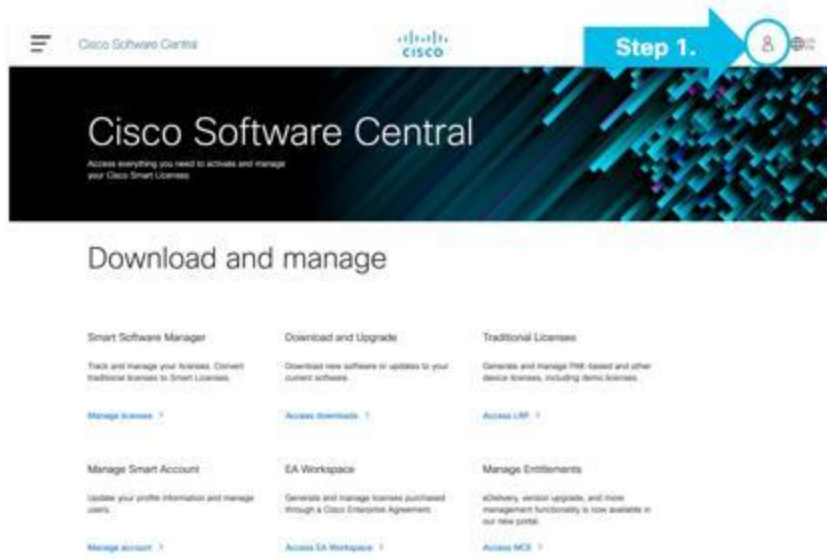 Cisco Software Central
CISCO
Step 1.
Cisco Software Central
Access everything you need to activate and manage
your Cisco Smart Licenses
Download and manage
Smart Software Manager
Track and manage your licenses. Convert
traditional licenses to Smart Licenses.
Manage licenses
Download and Upgrade
Download new software or updates to your
current software.
Access downloads
Traditional Licenses
Generate and manage PAK-based and other
device licenses, including demo licenses.
Access LRP
Manage Smart Account
Update your profile information and manage
users.
Manage account
EA Workspace
Generate and manage licenses purchased
through a Cisco Enterprise Agreement.
Access EA Workspace
Manage Entitlements
eDelivery, version upgrade, and more
management functionality is now available in
our new portal.
Access MCE